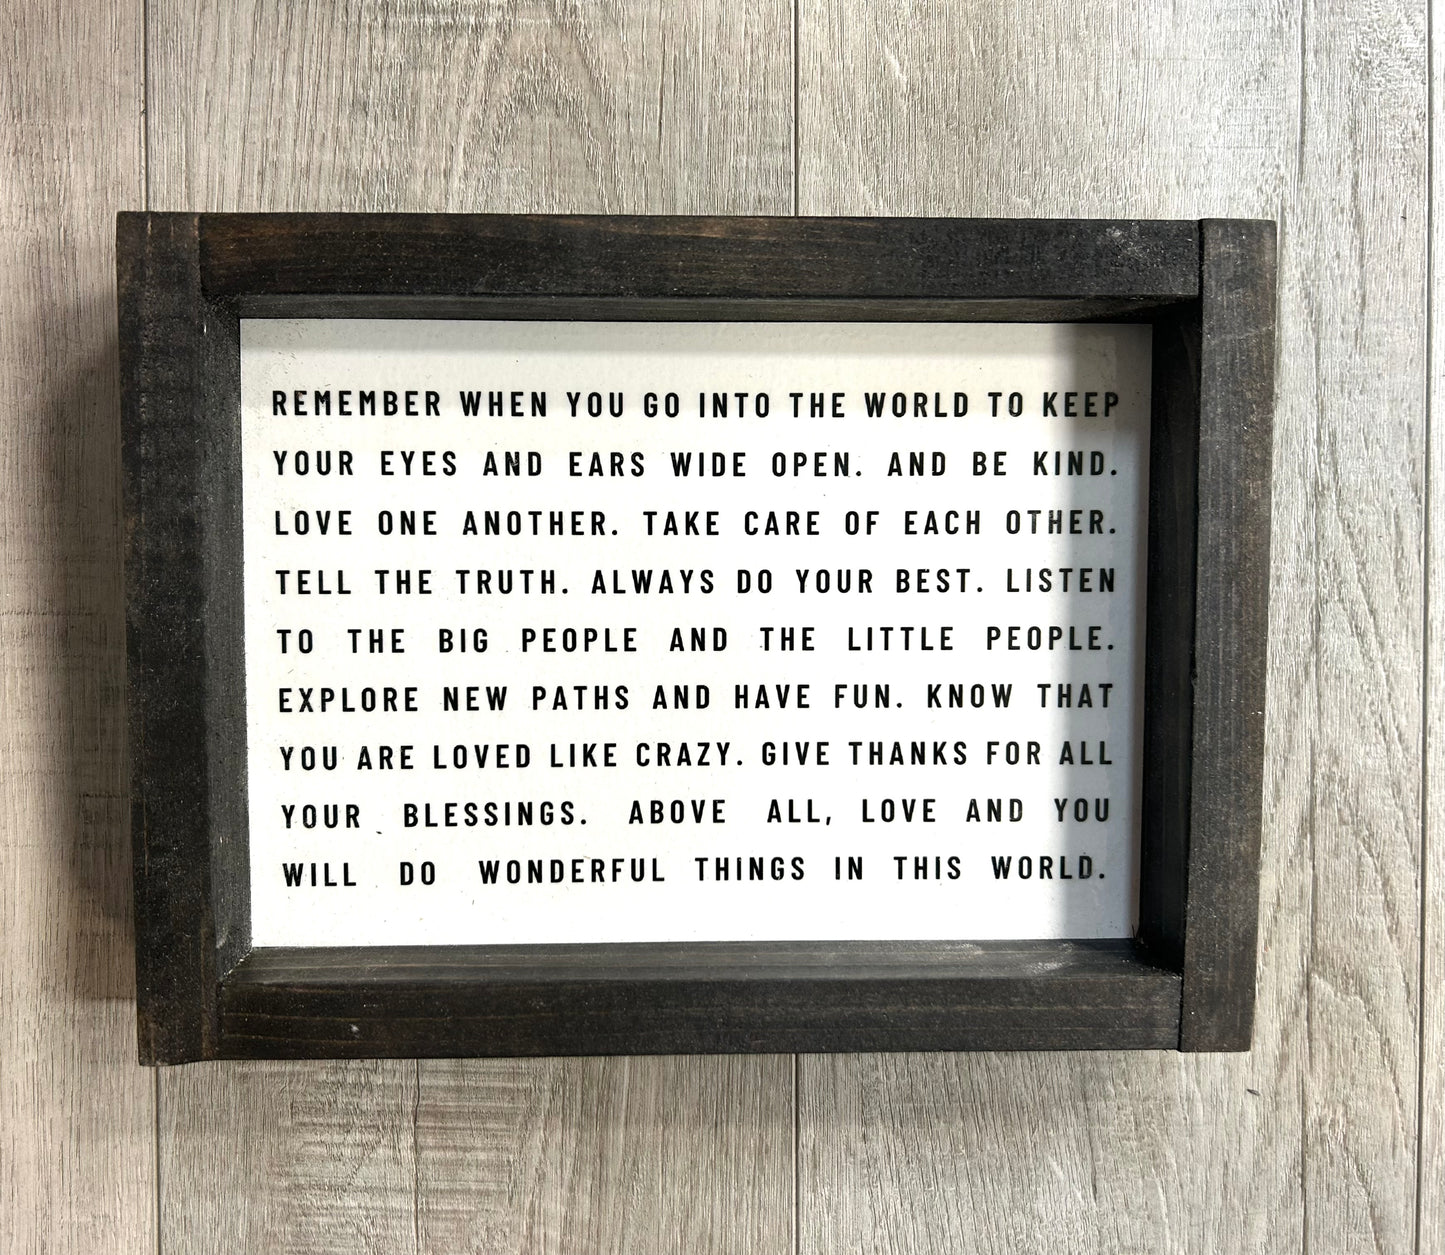 REMEMBER WHEN YOU GO INTO THE WORLD TO KEEP
YOUR EYES AND EARS WIDE OPEN. AND BE KIND.
LOVE ONE ANOTHER. TAKE CARE OF EACH OTHER.
TELL THE TRUTH. ALWAYS DO YOUR BEST. LISTEN
TO THE BIG PEOPLE AND THE LITTLE PEOPLE.
EXPLORE NEW PATHS AND HAVE FUN. KNOW THAT
YOU ARE LOVED LIKE CRAZY. GIVE THANKS FOR ALL
YOUR BLESSINGS. ABOVE ALL, LOVE AND YOU
WILL DO WONDERFUL THINGS IN THIS WORLD.